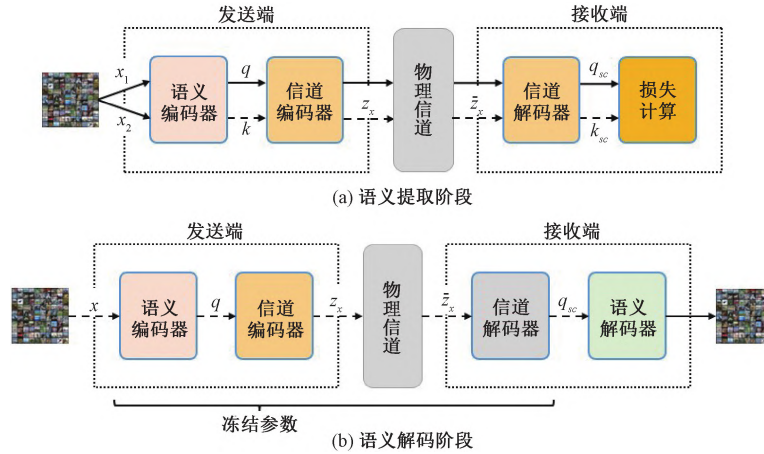 发送端
接收端
x₁
x₂
语义
编码器
q
k
信道
编码器
zₓ
物理信道
z̄ₓ
信道
解码器
q_sc
k_sc
损失
计算
(a) 语义提取阶段
发送端
接收端
x
语义
编码器
q
信道
编码器
zₓ
物理信道
z̄ₓ
信道
解码器
q_sc
语义
解码器
冻结参数
(b) 语义解码阶段